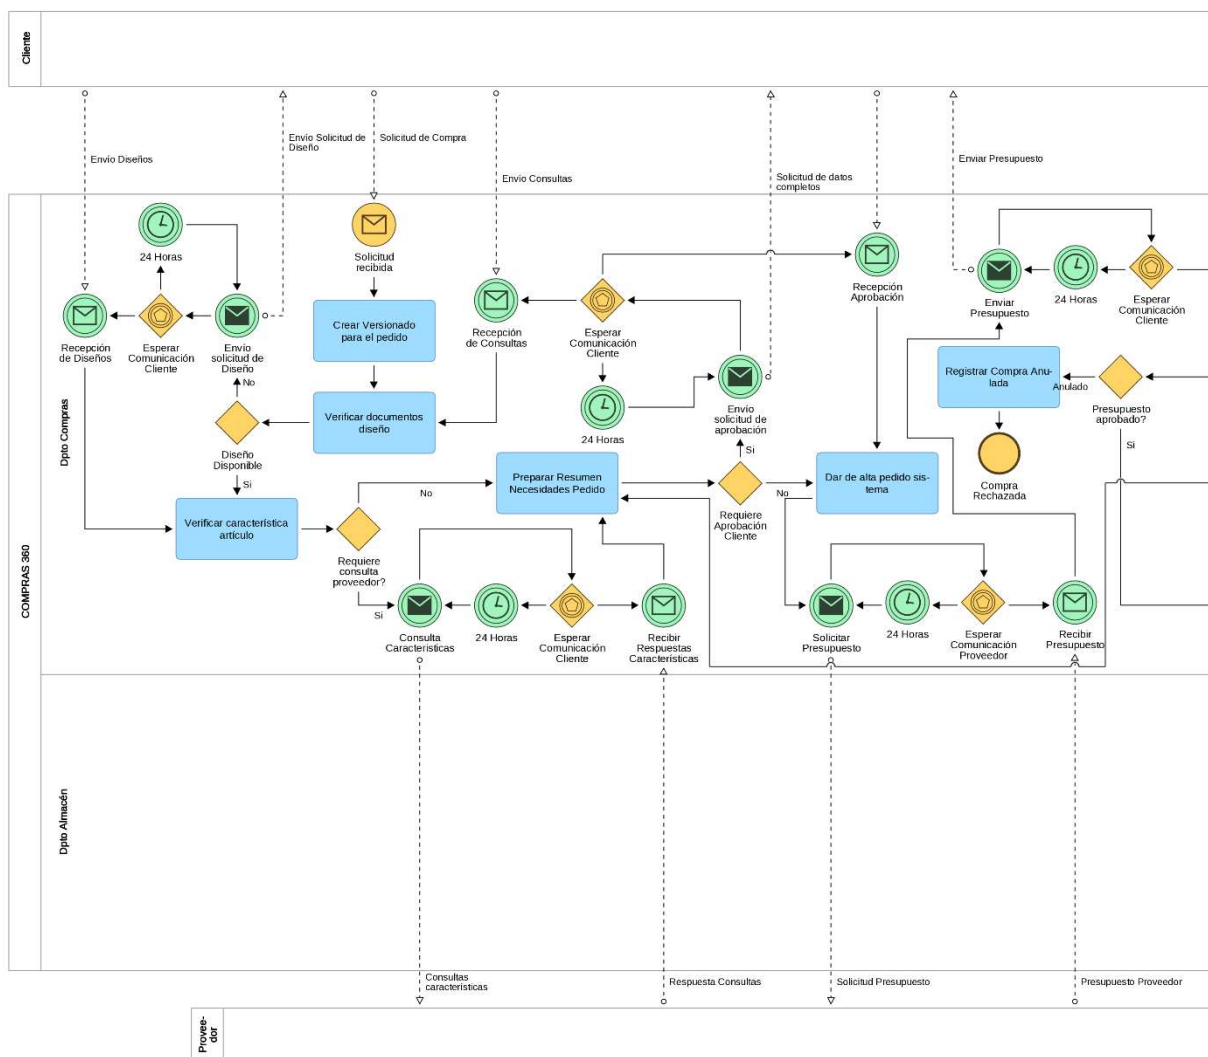 Cliente
Envío Diseños
Envío Solicitud de
Diseño
Solicitud de Compra
Envío Consultas
Solicitud de datos
completos
Enviar Presupuesto
COMPRAS 360
Dpto Compras
24 Horas
Solicitud
recibida
Recepción
de Diseños
Esperar
Comunicación
Cliente
Envío
solicitud de
Diseño
Crear Versionado
para el pedido
Recepción
de Consultas
Esperar
Comunicación
Cliente
Recepción
Aprobación
Enviar
Presupuesto
24 Horas
Esperar
Comunicación
Cliente
No
Diseño
Disponible
Si
Verificar documentos
diseño
24 Horas
Envío
solicitud de
aprobación
Si
Registrar Compra Anu-
lada
Anulado
Presupuesto
aprobado?
Si
Compra
Rechazada
Verificar característica
artículo
Requiere
consulta
proveedor?
No
Si
Preparar Resumen
Necesidades Pedido
Requiere
Aprobación
Cliente
No
Dar de alta pedido sis-
tema
Consulta
Características
24 Horas
Esperar
Comunicación
Cliente
Recibir
Respuestas
Características
Solicitar
Presupuesto
24 Horas
Esperar
Comunicación
Proveedor
Recibir
Presupuesto
Dpto Almacén
Consultas
características
Respuesta Consultas
Solicitud Presupuesto
Presupuesto Proveedor
Provee-
dor